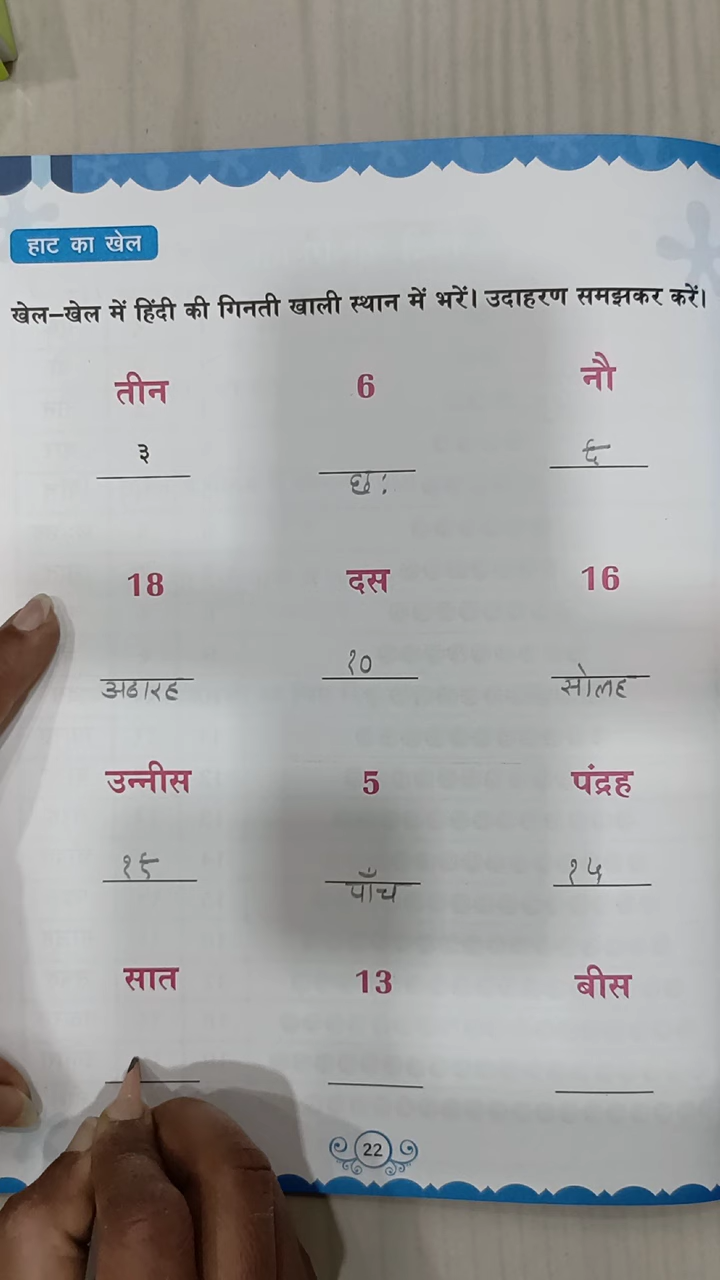 हाट का खेल
खेल-खेल में हिंदी की गिनती खाली स्थान में भरें। उदाहरण समझकर करें।
तीन 6 नौ
३ छः ९
18 दस 16
अठारह १० सोलह
उन्नीस 5 पंद्रह
१९ पाँच १५
सात 13 बीस
22